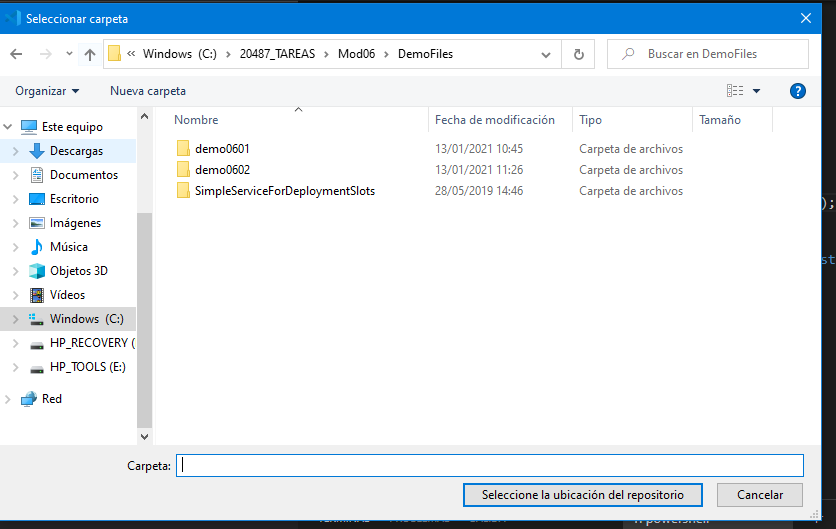 Seleccionar carpeta
« Windows (C:) > 20487_TAREAS > Mod06 > DemoFiles
Buscar en DemoFiles
Organizar
Nueva carpeta
Nombre Fecha de modificación Tipo Tamaño
Este equipo
Descargas
Documentos
Escritorio
Imágenes
Música
Objetos 3D
Vídeos
Windows (C:)
HP_RECOVERY (
HP_TOOLS (E:)
Red
demo0601 13/01/2021 10:45 Carpeta de archivos
demo0602 13/01/2021 11:26 Carpeta de archivos
SimpleServiceForDeploymentSlots 28/05/2019 14:46 Carpeta de archivos
);
st
Carpeta:
Seleccione la ubicación del repositorio
Cancelar